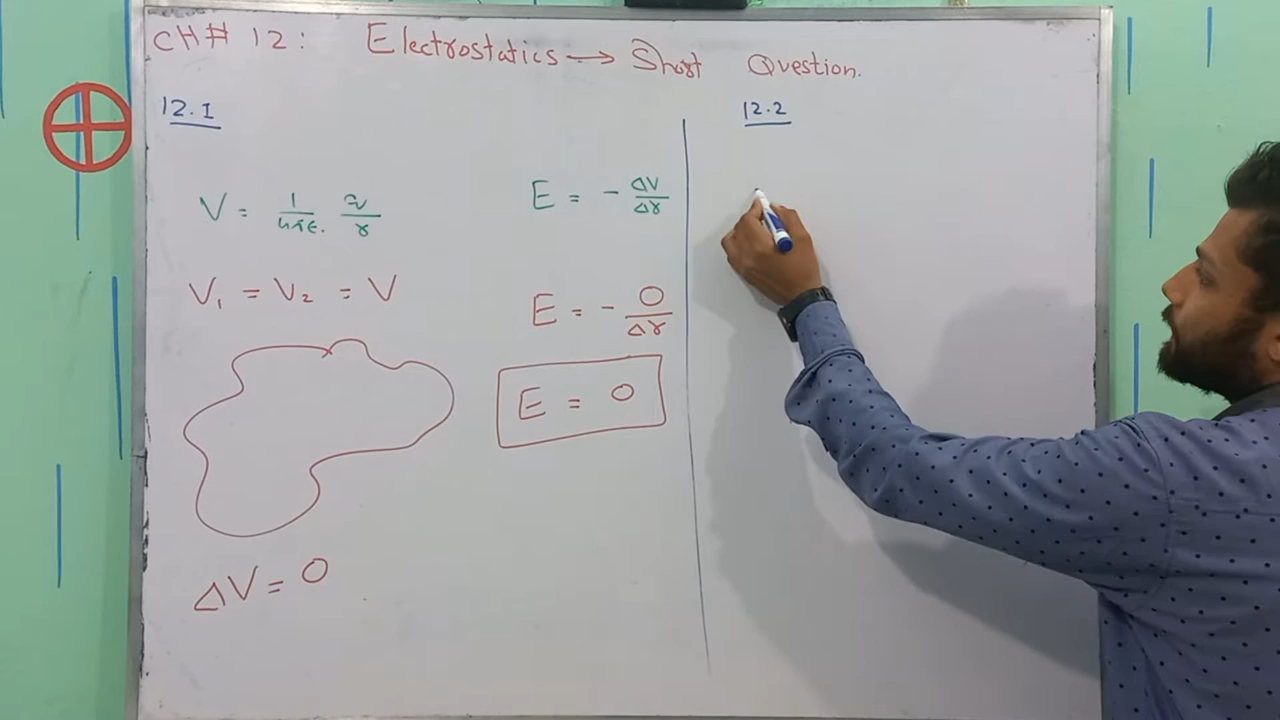 CH# 12: Electrostatics → Short Question.
12.1
V = 1/4πε. q/r
V₁ = V₂ = V
ΔV = 0
E = - ΔV/Δr
E = - 0/Δr
E = 0
12.2